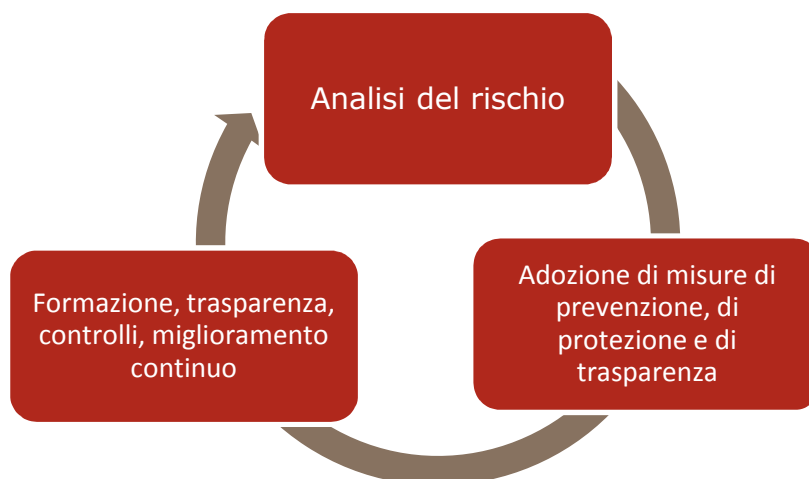 Analisi del rischio
Adozione di misure di
prevenzione, di
protezione e di
trasparenza
Formazione, trasparenza,
controlli, miglioramento
continuo